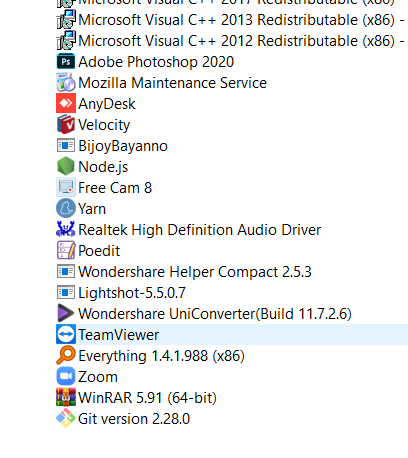 Microsoft Visual C++ 2017 Redistributable (x86)
Microsoft Visual C++ 2013 Redistributable (x86) -
Microsoft Visual C++ 2012 Redistributable (x86) -
Adobe Photoshop 2020
Mozilla Maintenance Service
AnyDesk
Velocity
BijoyBayanno
Node.js
Free Cam 8
Yarn
Realtek High Definition Audio Driver
Poedit
Wondershare Helper Compact 2.5.3
Lightshot-5.5.0.7
Wondershare UniConverter(Build 11.7.2.6)
TeamViewer
Everything 1.4.1.988 (x86)
Zoom
WinRAR 5.91 (64-bit)
Git version 2.28.0